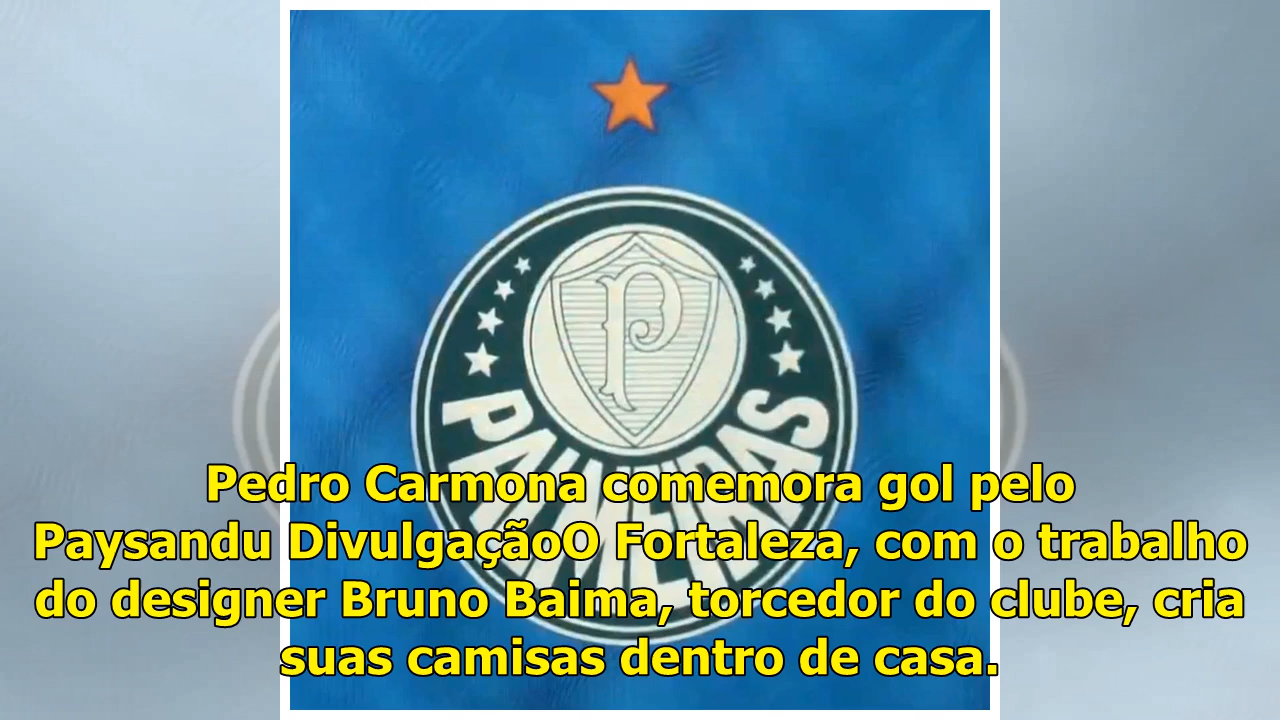 P
PALMEIRAS
Pedro Carmona comemora gol pelo
Paysandu DivulgaçãoO Fortaleza, com o trabalho
do designer Bruno Baima, torcedor do clube, cria
suas camisas dentro de casa.